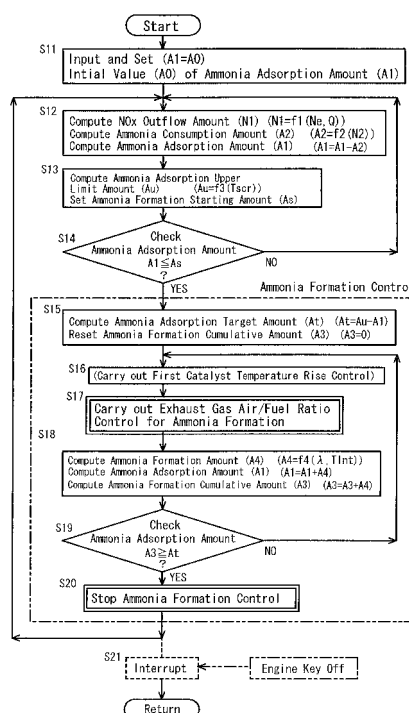 Start
S11
Input and Set (A1=A0)
Intial Value (A0) of Ammonia Adsorption Amount (A1)
S12
Compute NOx Outflow Amount (N1) (N1=f1(Ne,Q))
Compute Ammonia Consumption Amount (A2) (A2=f2(N2))
Compute Ammonia Adsorption Amount (A1) (A1=A1-A2)
S13
Compute Ammonia Adsorption Upper
Limit Amount (Au) (Au=f3(Tscr))
Set Ammonia Formation Starting Amount (As)
S14
Check
Ammonia Adsorption Amount
A1≦As
?
NO
YES
Ammonia Formation Control
S15
Compute Ammonia Adsorption Target Amount (At) (At=Au-A1)
Reset Ammonia Formation Cumulative Amount (A3) (A3=0)
S16
(Carry out First Catalyst Temperature Rise Control)
S17
Carry out Exhaust Gas Air/Fuel Ratio
Control for Ammonia Formation
S18
Compute Ammonia Formation Amount (A4) (A4=f4(λ,Tlnt))
Compute Ammonia Adsorption Amount (A1) (A1=A1+A4)
Compute Ammonia Formation Cumulative Amount (A3) (A3=A3+A4)
S19
Check
Ammonia Adsorption Amount
A3≧At
?
NO
YES
S20
Stop Ammonia Formation Control
S21
Interrupt
Engine Key Off
Return